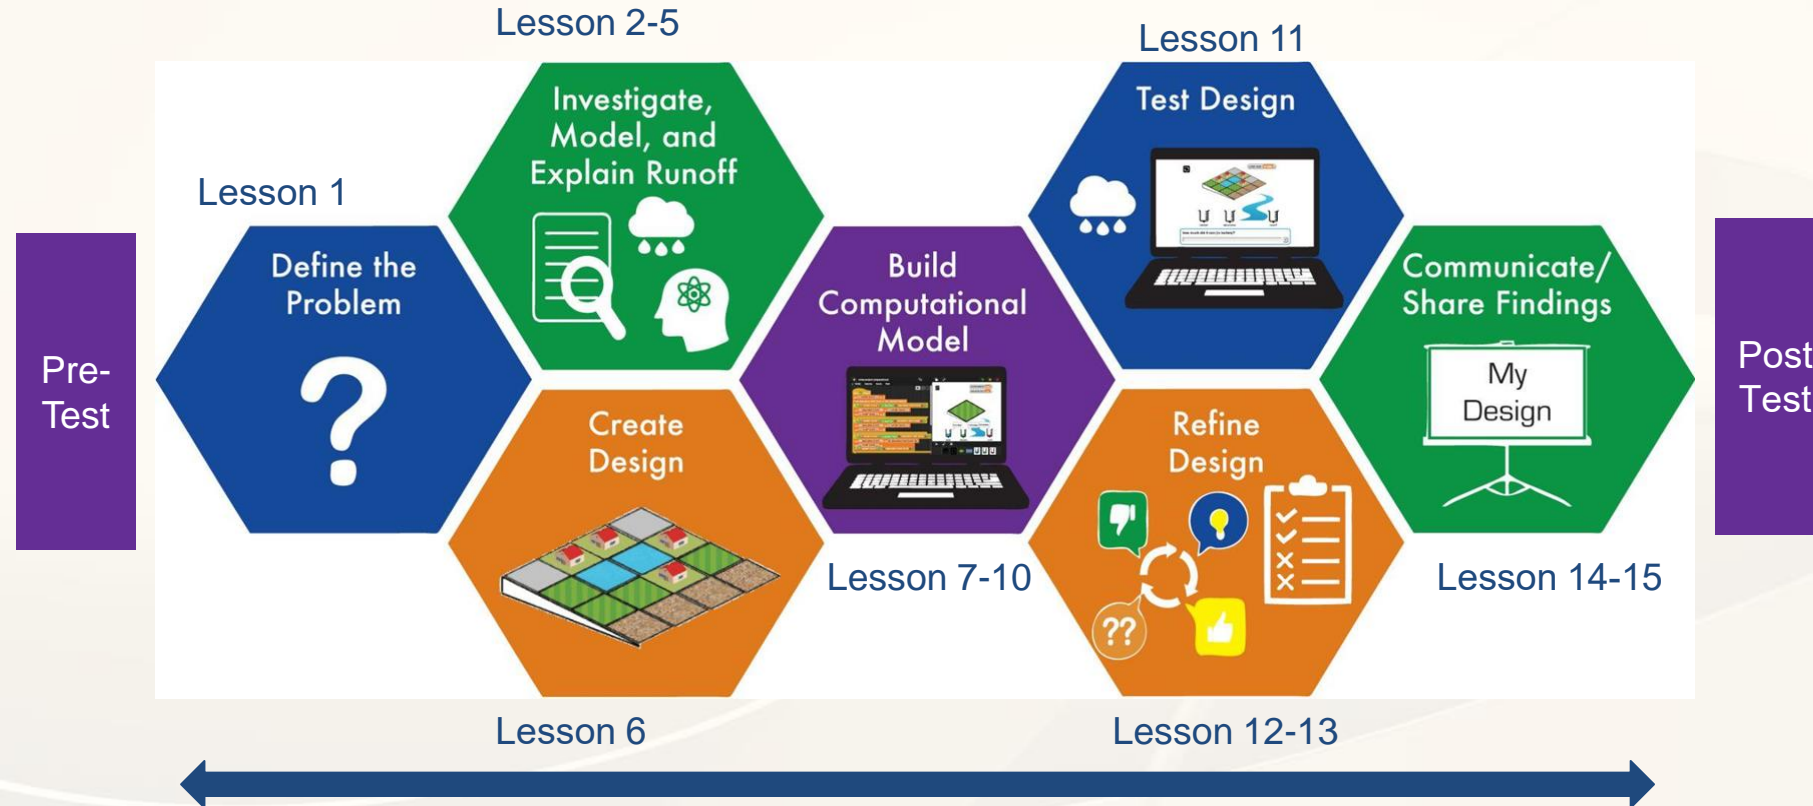 Pre-
Test
Lesson 1
Define the
Problem
Lesson 2-5
Investigate,
Model, and
Explain Runoff
Create
Design
Lesson 6
Build
Computational
Model
Lesson 7-10
Lesson 11
Test Design
Refine
Design
??
Lesson 12-13
Communicate/
Share Findings
My
Design
Lesson 14-15
Post
Test